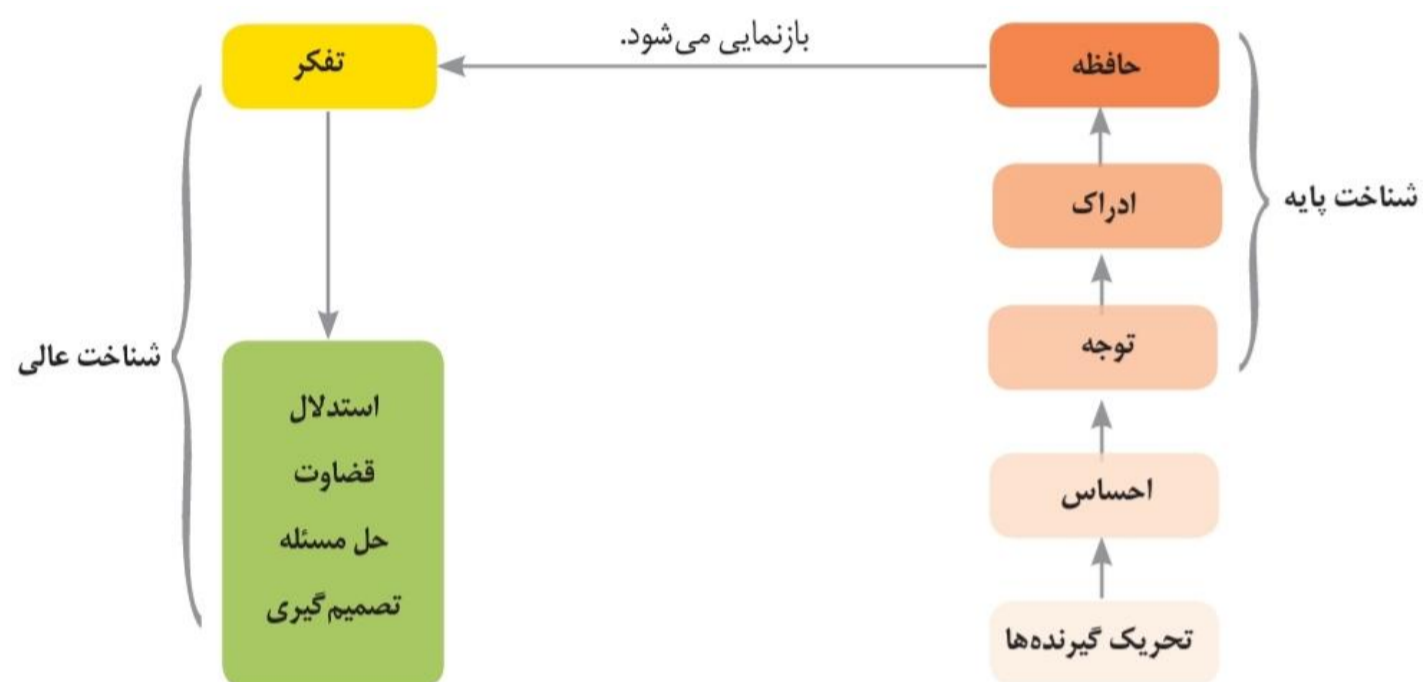 بازنمایی می‌شود.
حافظه
تفکر
ادراک
شناخت پایه
توجه
شناخت عالی
استدلال
قضاوت
حل مسئله
تصمیم‌گیری
احساس
تحریک گیرنده‌ها